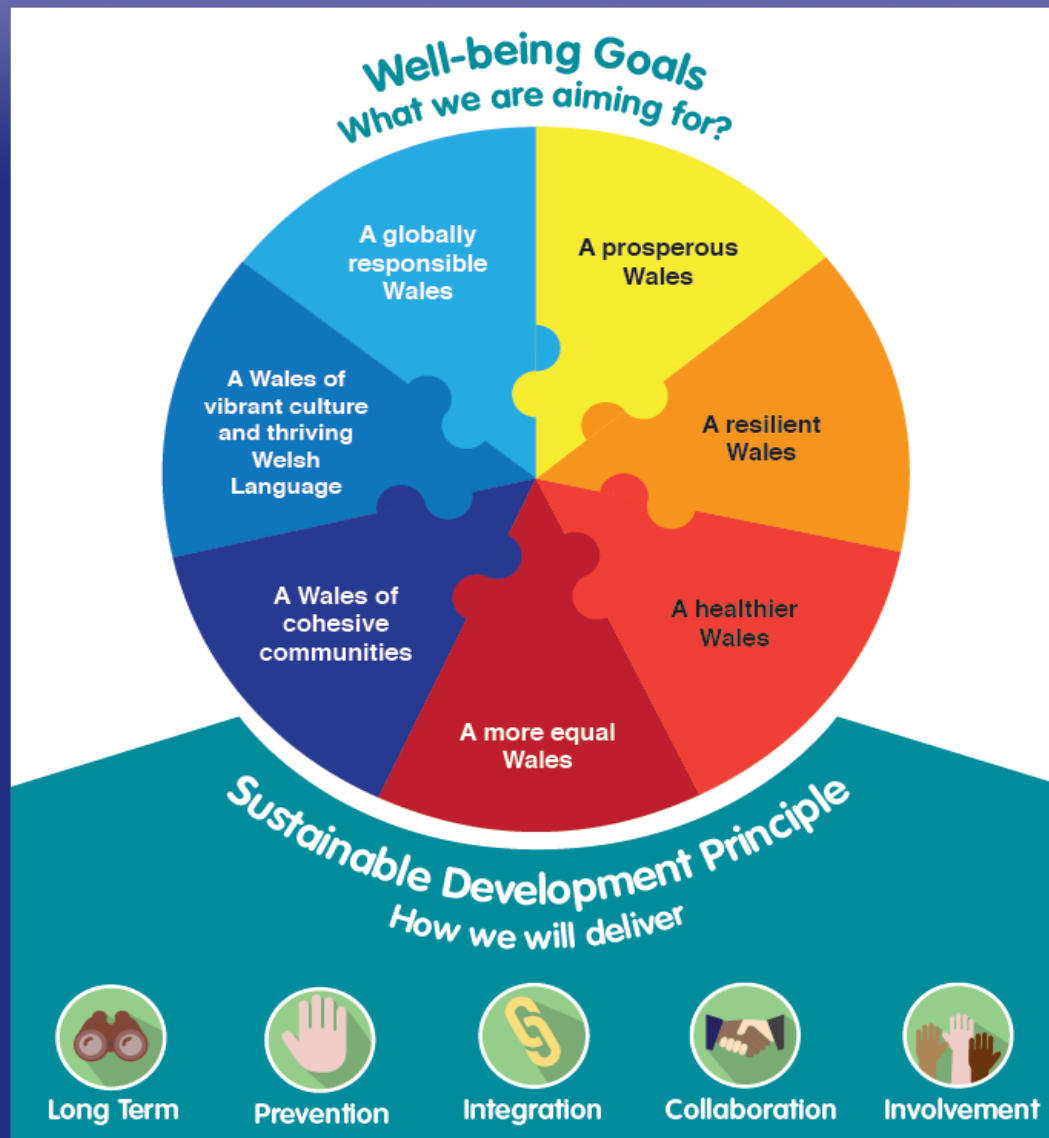 Well-being Goals
What we are aiming for?
A globally
responsible
Wales
A prosperous
Wales
A resilient
Wales
A healthier
Wales
A more equal
Wales
A Wales of
cohesive
communities
A Wales of
vibrant culture
and thriving
Welsh
Language
Sustainable Development Principle
How we will deliver
Long Term
Prevention
Integration
Collaboration
Involvement